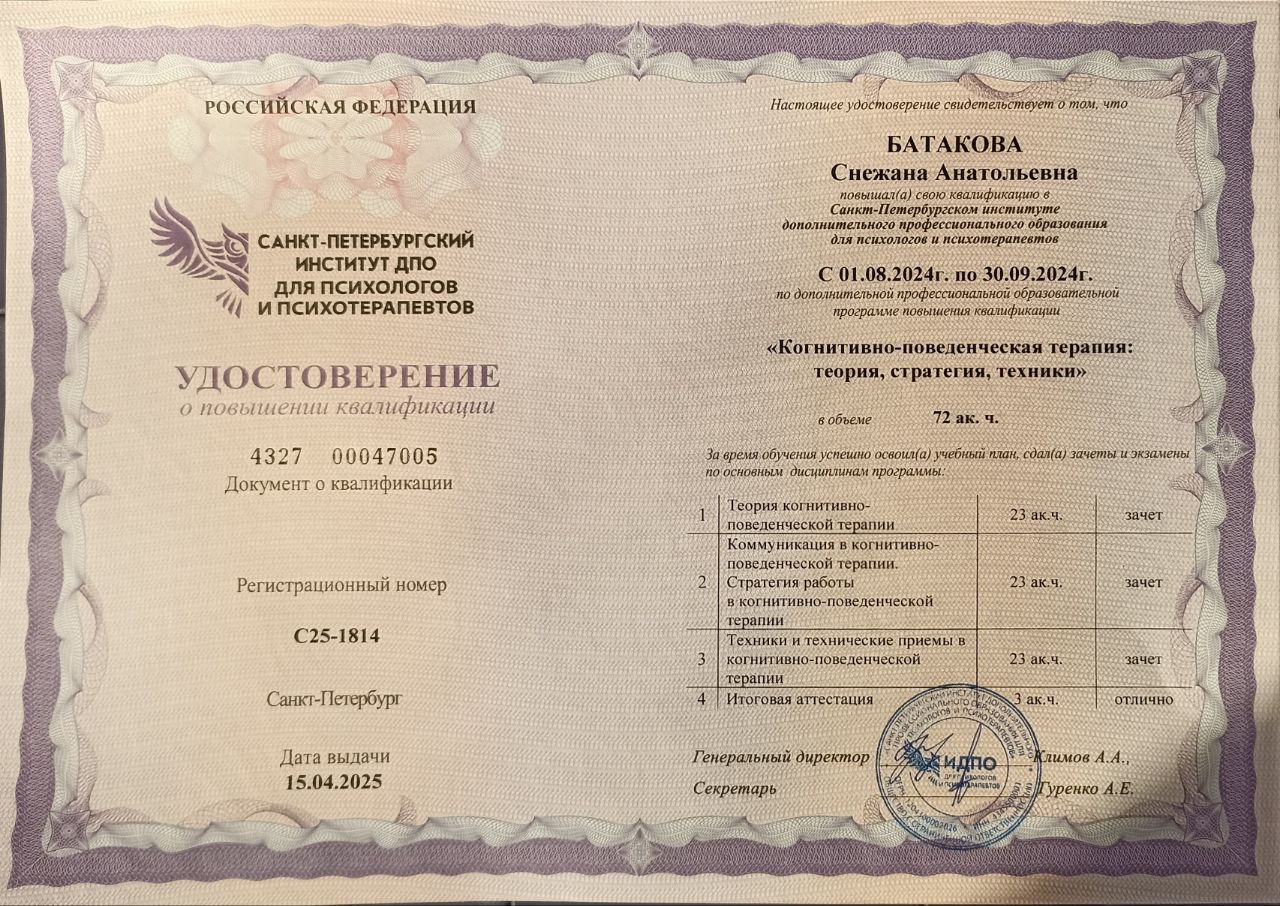 РОССИЙСКАЯ ФЕДЕРАЦИЯ
САНКТ-ПЕТЕРБУРГСКИЙ
ИНСТИТУТ ДПО
ДЛЯ ПСИХОЛОГОВ
И ПСИХОТЕРАПЕВТОВ
УДОСТОВЕРЕНИЕ
о повышении квалификации
4327 00047005
Документ о квалификации
Регистрационный номер
С25-1814
Санкт-Петербург
Дата выдачи
15.04.2025
Настоящее удостоверение свидетельствует о том, что
БАТАКОВА
Снежана Анатольевна
повышал(а) свою квалификацию в
Санкт-Петербургском институте
дополнительного профессионального образования
для психологов и психотерапевтов
С 01.08.2024г. по 30.09.2024г.
по дополнительной профессиональной образовательной
программе повышения квалификации
«Когнитивно-поведенческая терапия:
теория, стратегия, техники»
в объеме 72 ак. ч.
За время обучения успешно освоил(а) учебный план, сдал(а) зачеты и экзамены
по основным дисциплинам программы:
1 Теория когнитивно-
поведенческой терапии 23 ак.ч. зачет
Коммуникация в когнитивно-
поведенческой терапии.
2 Стратегия работы 23 ак.ч. зачет
в когнитивно-поведенческой
терапии
Техники и технические приемы в
3 когнитивно-поведенческой 23 ак.ч. зачет
терапии
4 Итоговая аттестация 3 ак.ч. отлично
Генеральный директор Климов А.А.,
Секретарь Гуренко А.Е.
ИДПО
ДЛЯ ПСИХОЛОГОВ
И ПСИХОТЕРАПЕВТОВ